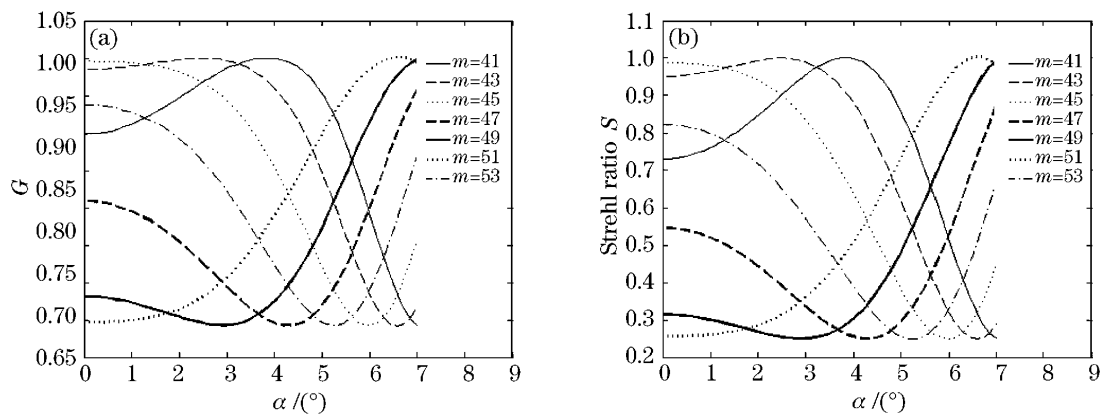 (a)
1.05
1.00
0.95
0.90
0.85
0.80
0.75
0.70
0.65
G
0 1 2 3 4 5 6 7 8 9
α /(°)
m=41
m=43
m=45
m=47
m=49
m=51
m=53
(b)
1.1
1.0
0.9
0.8
0.7
0.6
0.5
0.4
0.3
0.2
Strehl ratio S
0 1 2 3 4 5 6 7 8 9
α /(°)
m=41
m=43
m=45
m=47
m=49
m=51
m=53